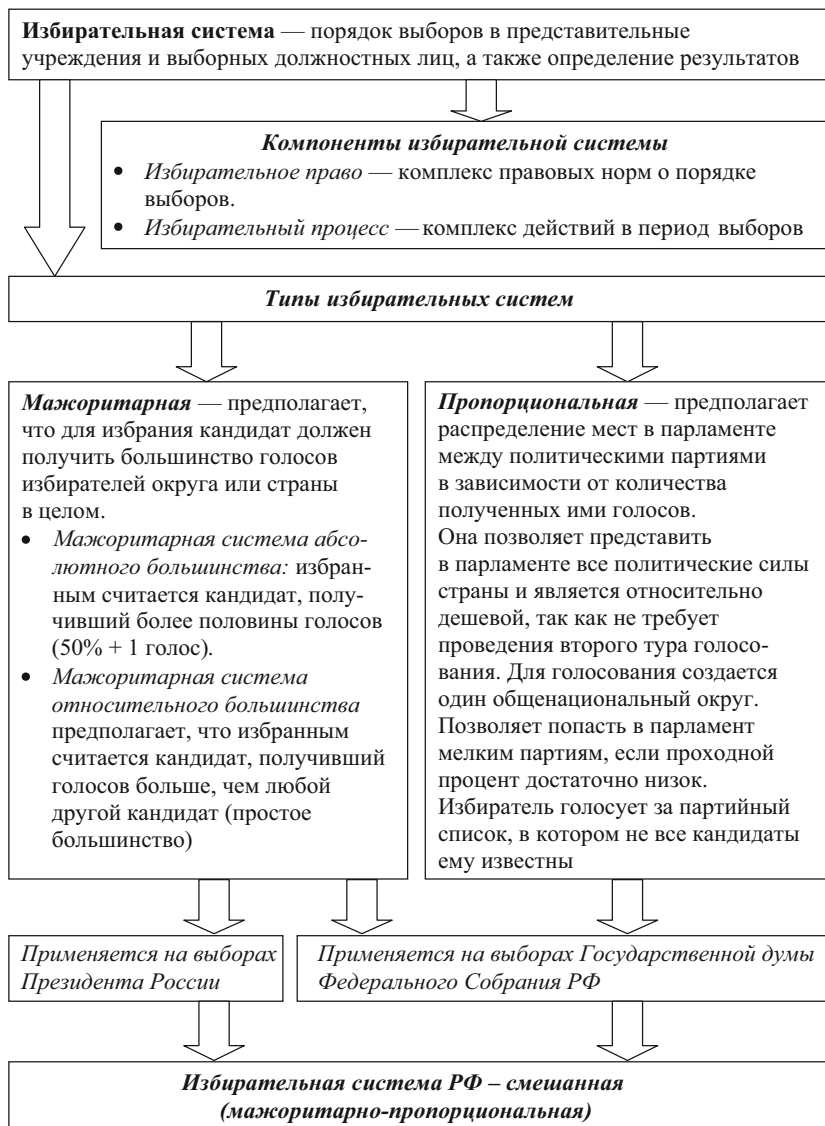 Избирательная система — порядок выборов в представительные
учреждения и выборных должностных лиц, а также определение результатов
Компоненты избирательной системы
• Избирательное право — комплекс правовых норм о порядке
выборов.
• Избирательный процесс — комплекс действий в период выборов
Типы избирательных систем
Мажоритарная — предполагает,
что для избрания кандидат должен
получить большинство голосов
избирателей округа или страны
в целом.
• Мажоритарная система абсо-
лютного большинства: избран-
ным считается кандидат, полу-
чивший более половины голосов
(50% + 1 голос).
• Мажоритарная система
относительного большинства
предполагает, что избранным
считается кандидат, получивший
голосов больше, чем любой
другой кандидат (простое
большинство)
Пропорциональная — предполагает
распределение мест в парламенте
между политическими партиями
в зависимости от количества
полученных ими голосов.
Она позволяет представить
в парламенте все политические силы
страны и является относительно
дешевой, так как не требует
проведения второго тура голосо-
вания. Для голосования создается
один общенациональный округ.
Позволяет попасть в парламент
мелким партиям, если проходной
процент достаточно низок.
Избиратель голосует за партийный
список, в котором не все кандидаты
ему известны
Применяется на выборах
Президента России
Применяется на выборах Государственной думы
Федерального Собрания РФ
Избирательная система РФ – смешанная
(мажоритарно-пропорциональная)